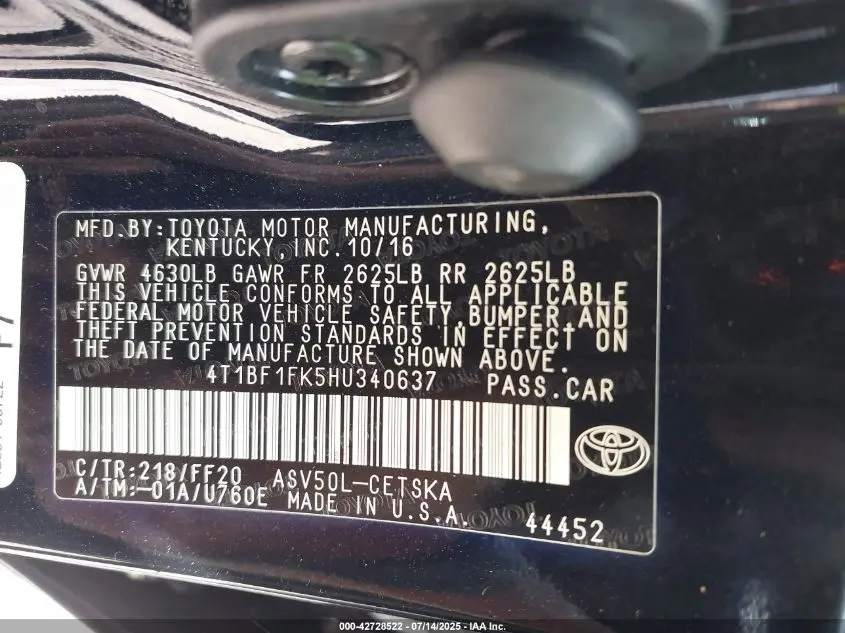 MFD.BY:TOYOTA MOTOR MANUFACTURING,
KENTUCKY,INC.10/16
GVWR 4630LB GAWR FR 2625LB RR 2625LB
THIS VEHICLE CONFORMS TO ALL APPLICABLE
FEDERAL MOTOR VEHICLE SAFETY,BUMPER,AND
THEFT PREVENTION STANDARDS IN EFFECT ON
THE DATE OF MANUFACTURE SHOWN ABOVE.
4T1BF1FK5HU340637 PASS.CAR
C/TR:218/FF20 ASV50L-CETSKA
A/TM:-01A/U760E MADE IN U.S.A.
44452
000-42728522 - 07/14/2025 - IAA Inc.